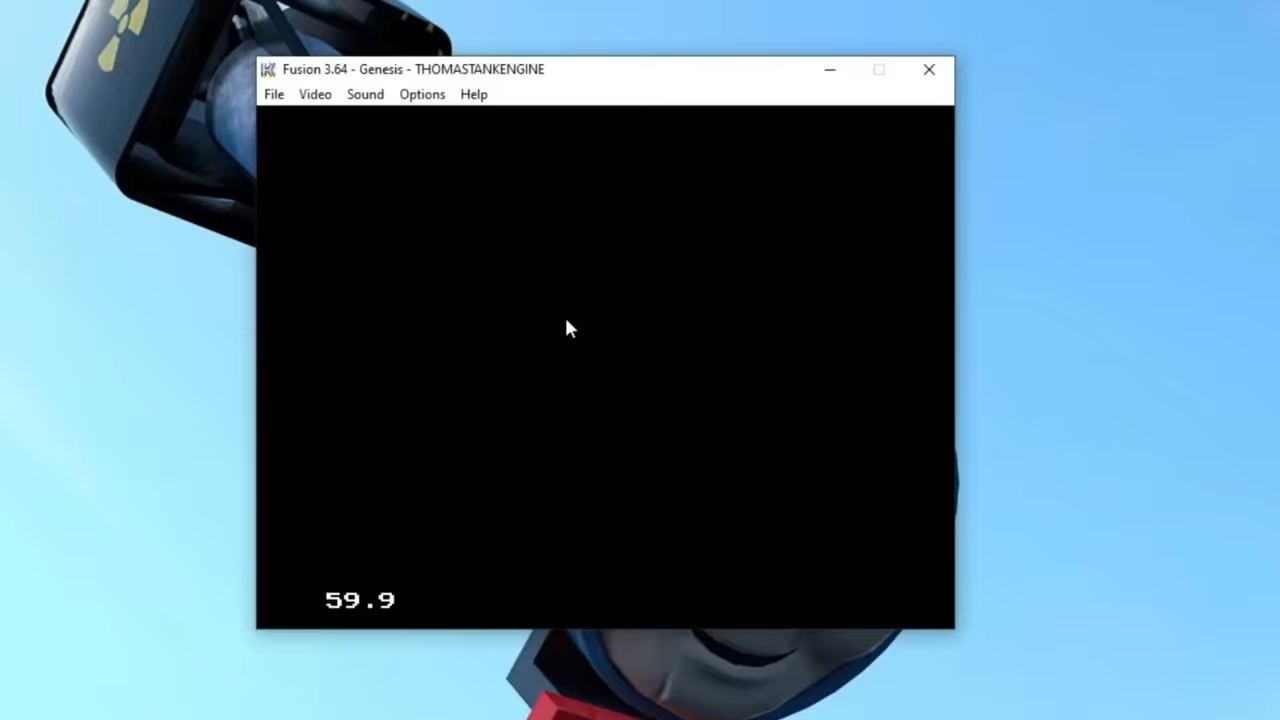 Fusion 3.64 - Genesis - THOMASTANKENGINE
File Video Sound Options Help
59.9